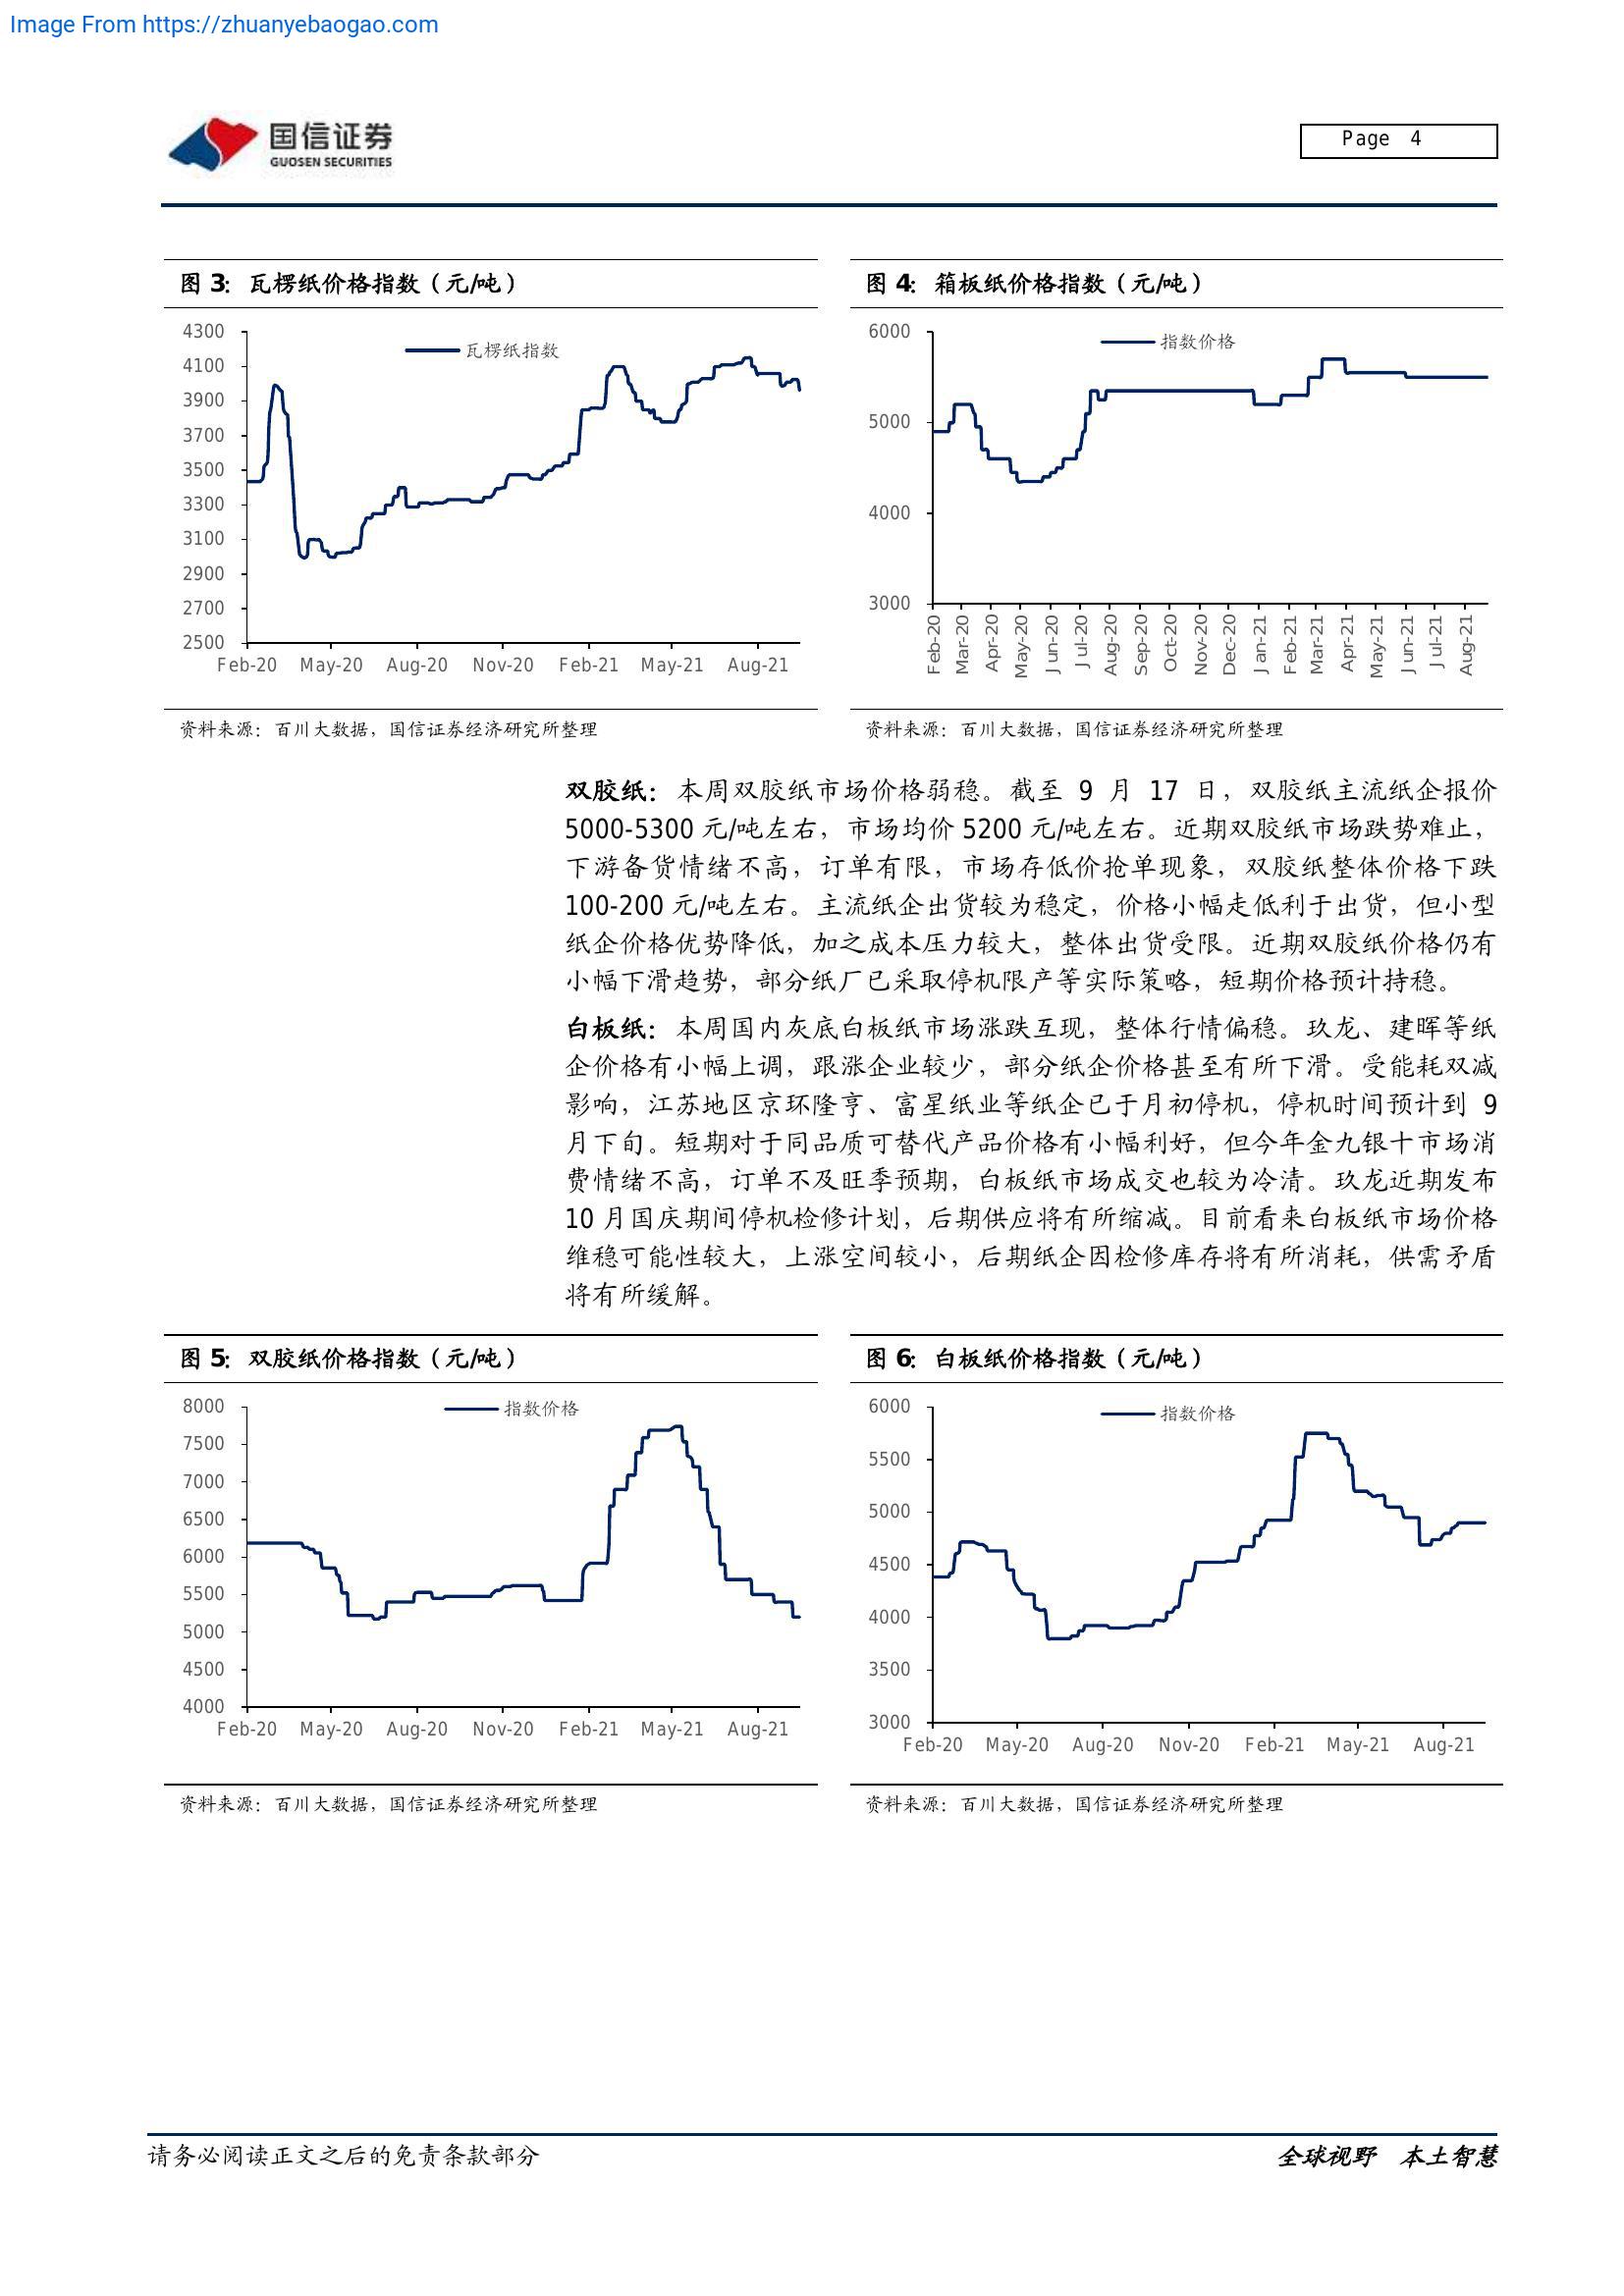 Image From https://zhuanyebaogao.com
国信证券
GUOSEN SECURITIES
Page 4
图 3：瓦楞纸价格指数（元/吨）
4300
4100
3900
3700
3500
3300
3100
2900
2700
2500
瓦楞纸指数
Feb-20 May-20 Aug-20 Nov-20 Feb-21 May-21 Aug-21
资料来源：百川大数据，国信证券经济研究所整理
图 4：箱板纸价格指数（元/吨）
6000
5000
4000
3000
指数价格
Feb-20 Mar-20 Apr-20 May-20 Jun-20 Jul-20 Aug-20 Sep-20 Oct-20 Nov-20 Dec-20 Jan-21 Feb-21 Mar-21 Apr-21 May-21 Jun-21 Jul-21 Aug-21
资料来源：百川大数据，国信证券经济研究所整理
双胶纸：本周双胶纸市场价格弱稳。截至 9 月 17 日，双胶纸主流纸企报价
5000-5300 元/吨左右，市场均价 5200 元/吨左右。近期双胶纸市场跌势难止，
下游备货情绪不高，订单有限，市场存低价抢单现象，双胶纸整体价格下跌
100-200 元/吨左右。主流纸企出货较为稳定，价格小幅走低利于出货，但小型
纸企价格优势降低，加之成本压力较大，整体出货受限。近期双胶纸价格仍有
小幅下滑趋势，部分纸厂已采取停机限产等实际策略，短期价格预计持稳。
白板纸：本周国内灰底白板纸市场涨跌互现，整体行情偏稳。玖龙、建晖等纸
企价格有小幅上调，跟涨企业较少，部分纸企价格甚至有所下滑。受能耗双减
影响，江苏地区京环隆亨、富星纸业等纸企已于月初停机，停机时间预计到 9
月下旬。短期对于同品质可替代产品价格有小幅利好，但今年金九银十市场消
费情绪不高，订单不及旺季预期，白板纸市场成交也较为冷清。玖龙近期发布
10 月国庆期间停机检修计划，后期供应将有所缩减。目前看来白板纸市场价格
维稳可能性较大，上涨空间较小，后期纸企因检修库存将有所消耗，供需矛盾
将有所缓解。
图 5：双胶纸价格指数（元/吨）
8000
7500
7000
6500
6000
5500
5000
4500
4000
指数价格
Feb-20 May-20 Aug-20 Nov-20 Feb-21 May-21 Aug-21
资料来源：百川大数据，国信证券经济研究所整理
图 6：白板纸价格指数（元/吨）
6000
5500
5000
4500
4000
3500
3000
指数价格
Feb-20 May-20 Aug-20 Nov-20 Feb-21 May-21 Aug-21
资料来源：百川大数据，国信证券经济研究所整理
请务必阅读正文之后的免责条款部分
全球视野 本土智慧